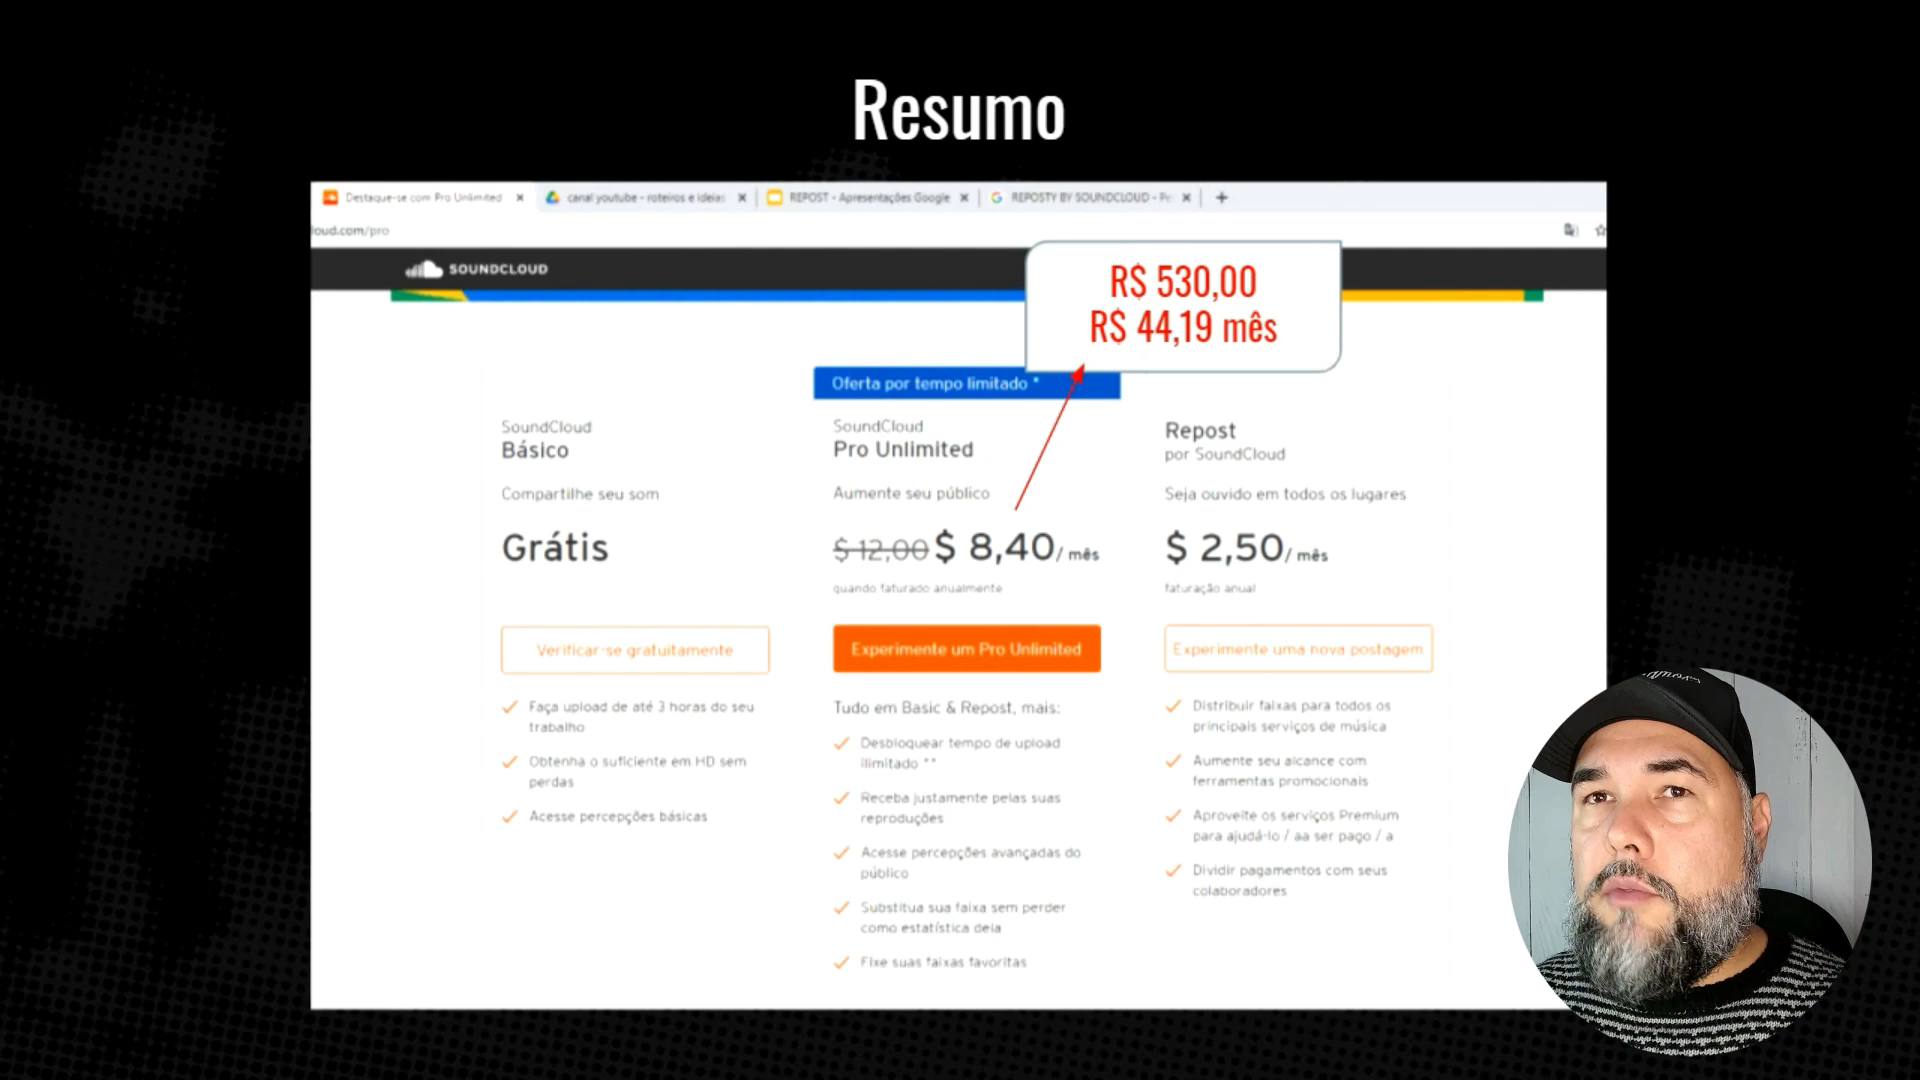 Resumo
Destaque-se com Pro Unlimited
canal youtube - roteiros e ideias
REPOST - Apresentações Google
REPOSTY BY SOUNDCLOUD - Pe
loud.com/pro
SOUNDCLOUD
R$ 530,00
R$ 44,19 mês
Oferta por tempo limitado *
SoundCloud
Básico
Compartilhe seu som
Grátis
Verificar-se gratuitamente
Faça upload de até 3 horas do seu
trabalho
Obtenha o suficiente em HD sem
perdas
Acesse percepções básicas
SoundCloud
Pro Unlimited
Aumente seu público
$ 12,00 $ 8,40/ mês
quando faturado anualmente
Experimente um Pro Unlimited
Tudo em Basic & Repost, mais:
Desbloquear tempo de upload
ilimitado **
Receba justamente pelas suas
reproduções
Acesse percepções avançadas do
público
Substitua sua faixa sem perder
como estatística dela
Fixe suas faixas favoritas
Repost
por SoundCloud
Seja ouvido em todos os lugares
$ 2,50/ mês
faturação anual
Experimente uma nova postagem
Distribuir faixas para todos os
principais serviços de música
Aumente seu alcance com
ferramentas promocionais
Aproveite os serviços Premium
para ajudá-lo / aa ser pago / a
Dividir pagamentos com seus
colaboradores